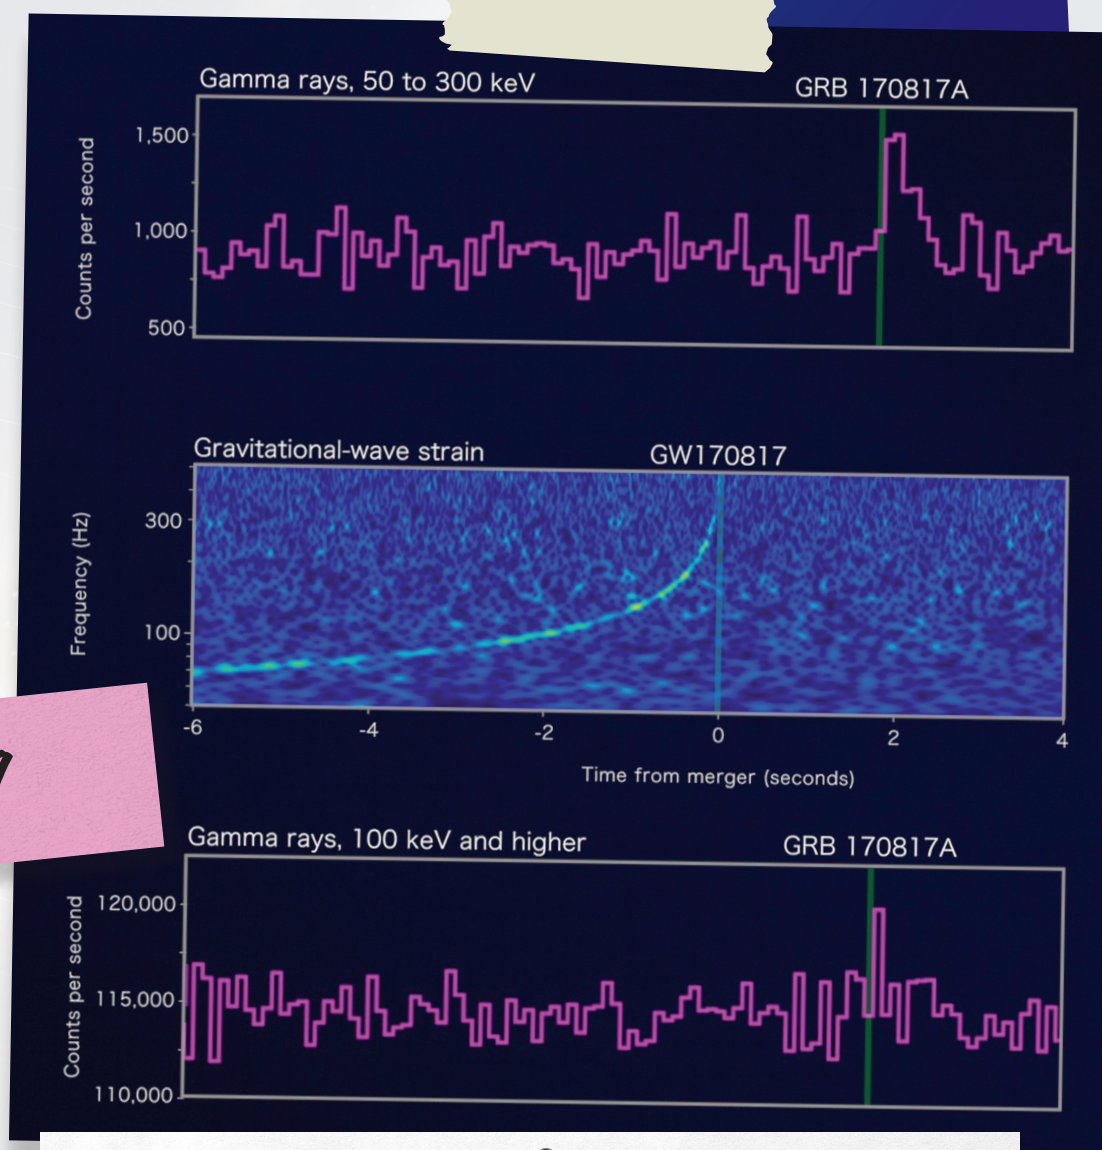 Gamma rays, 50 to 300 keV
GRB 170817A
Counts per second
1,500
1,000
500
Gravitational-wave strain
GW170817
Frequency (Hz)
300
100
-6
-4
-2
0
2
4
Time from merger (seconds)
Gamma rays, 100 keV and higher
GRB 170817A
Counts per second
120,000
115,000
110,000